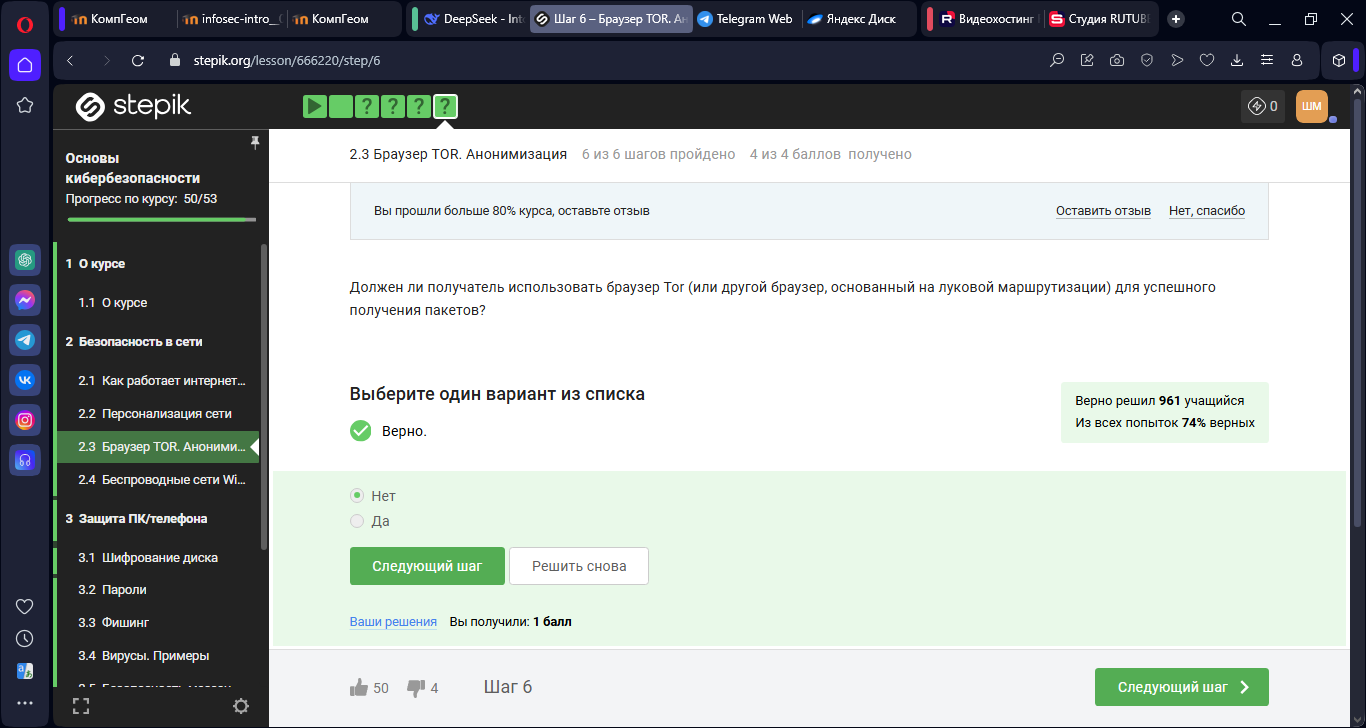 КомпГеом
infosec-intro__
КомпГеом
DeepSeek - Int
Шаг 6 – Браузер TOR. Ан
Telegram Web
Яндекс Диск
Видеохостинг
Студия RUTUBE
stepik.org/lesson/666220/step/6
stepik
? ? ? ?
0
ШМ
Основы
кибербезопасности
Прогресс по курсу: 50/53
1 О курсе
1.1 О курсе
2 Безопасность в сети
2.1 Как работает интернет...
2.2 Персонализация сети
2.3 Браузер TOR. Аноними...
2.4 Беспроводные сети Wi...
3 Защита ПК/телефона
3.1 Шифрование диска
3.2 Пароли
3.3 Фишинг
3.4 Вирусы. Примеры
2.3 Браузер TOR. Анонимизация 6 из 6 шагов пройдено 4 из 4 баллов получено
Вы прошли больше 80% курса, оставьте отзыв
Оставить отзыв
Нет, спасибо
Должен ли получатель использовать браузер Tor (или другой браузер, основанный на луковой маршрутизации) для успешного
получения пакетов?
Выберите один вариант из списка
Верно.
Верно решил 961 учащийся
Из всех попыток 74% верных
Нет
Да
Следующий шаг
Решить снова
Ваши решения Вы получили: 1 балл
50
4
Шаг 6
Следующий шаг